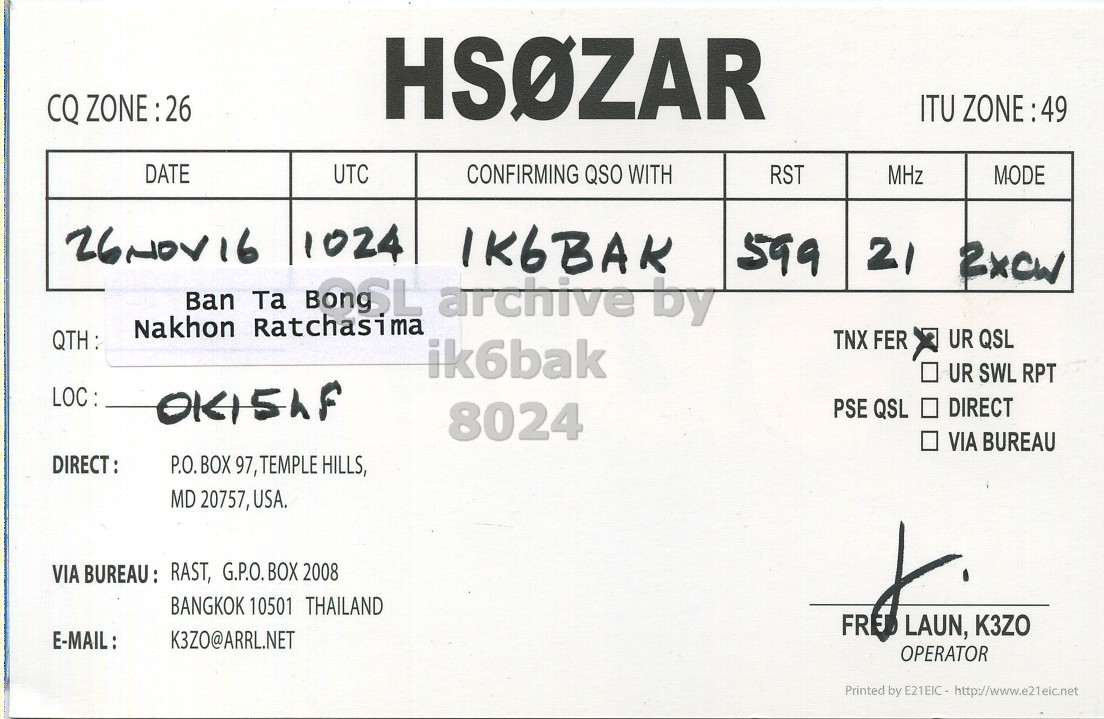 HSØZAR
CQ ZONE : 26
ITU ZONE : 49
DATE UTC CONFIRMING QSO WITH RST MHz MODE
26 NOV 16 1024 IK6BAK 599 21 2xCW
QSL archive by
ik6bak
8024
Ban Ta Bong
Nakhon Ratchasima
QTH :
LOC : OK15hF
TNX FER UR QSL
UR SWL RPT
PSE QSL DIRECT
VIA BUREAU
DIRECT : P.O. BOX 97, TEMPLE HILLS,
MD 20757, USA.
VIA BUREAU : RAST, G.P.O. BOX 2008
BANGKOK 10501 THAILAND
E-MAIL : K3ZO@ARRL.NET
FRED LAUN, K3ZO
OPERATOR
Printed by E21EIC - http://www.e21eic.net